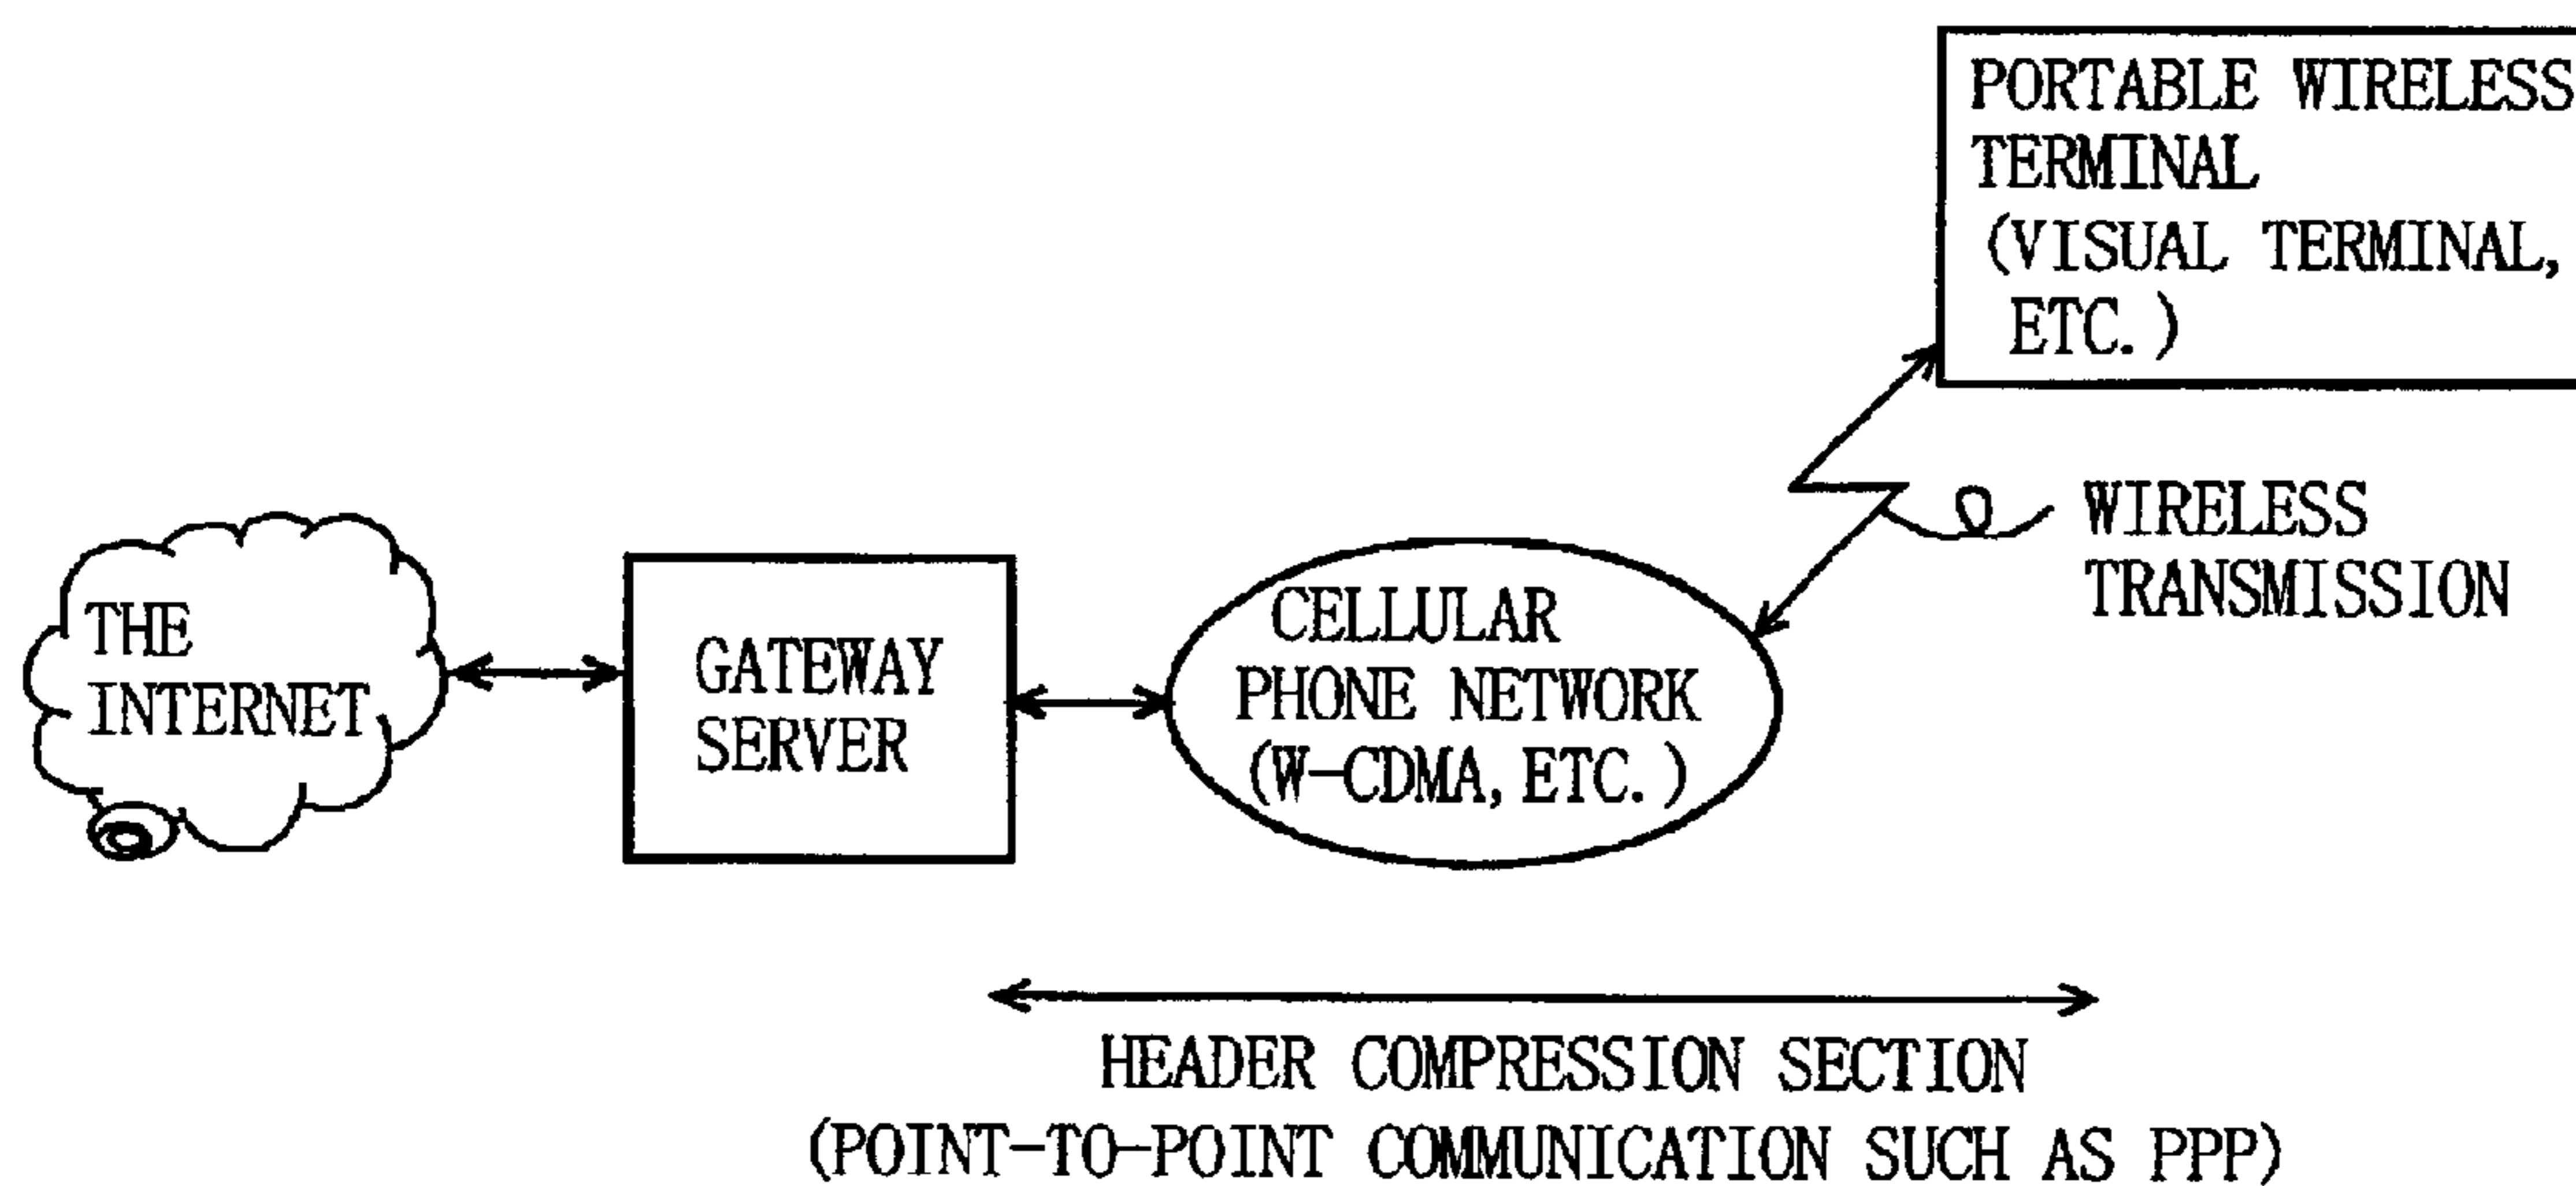 PORTABLE WIRELESS
TERMINAL
(VISUAL TERMINAL,
ETC.)
WIRELESS
TRANSMISSION
THE
INTERNET
GATEWAY
SERVER
CELLULAR
PHONE NETWORK
(W-CDMA, ETC.)
HEADER COMPRESSION SECTION
(POINT-TO-POINT COMMUNICATION SUCH AS PPP)